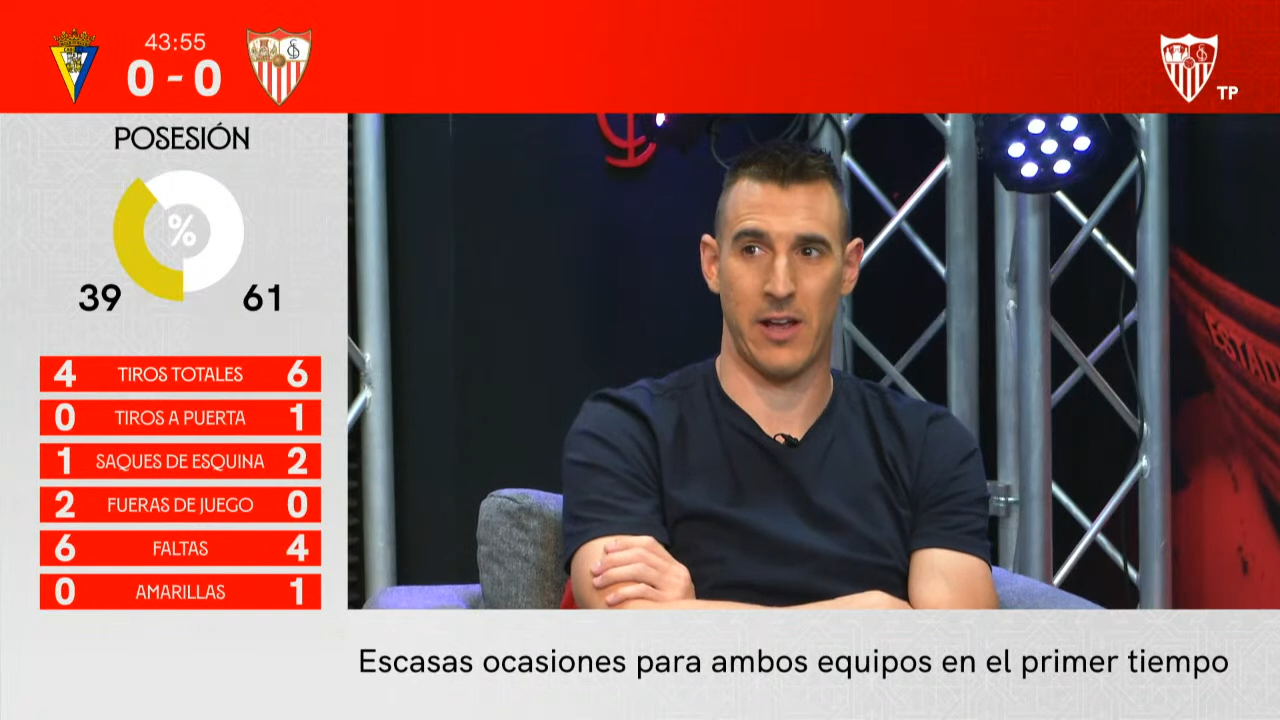 43:55
0 - 0
TP
POSESIÓN
%
39 61
4 TIROS TOTALES 6
0 TIROS A PUERTA 1
1 SAQUES DE ESQUINA 2
2 FUERAS DE JUEGO 0
6 FALTAS 4
0 AMARILLAS 1
ESTAD
Escasas ocasiones para ambos equipos en el primer tiempo